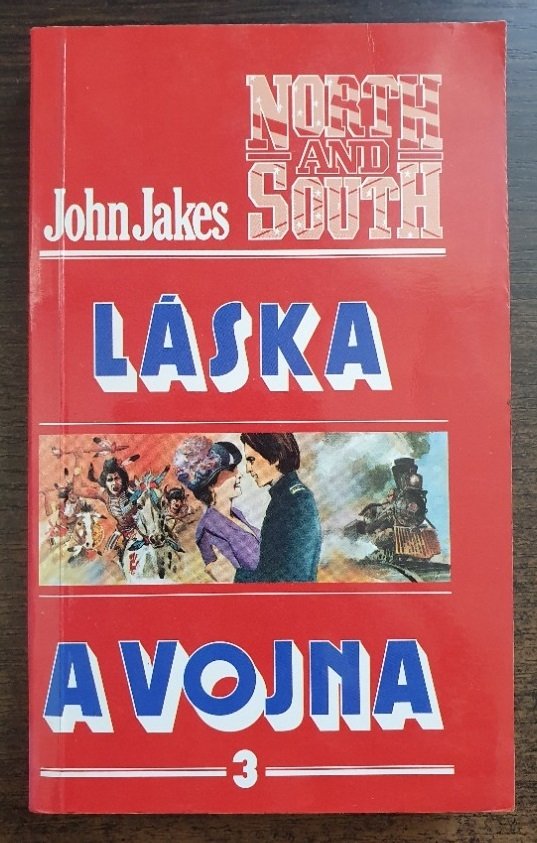 NORTH
AND
SOUTH
John Jakes
LÁSKA
A VOJNA
3